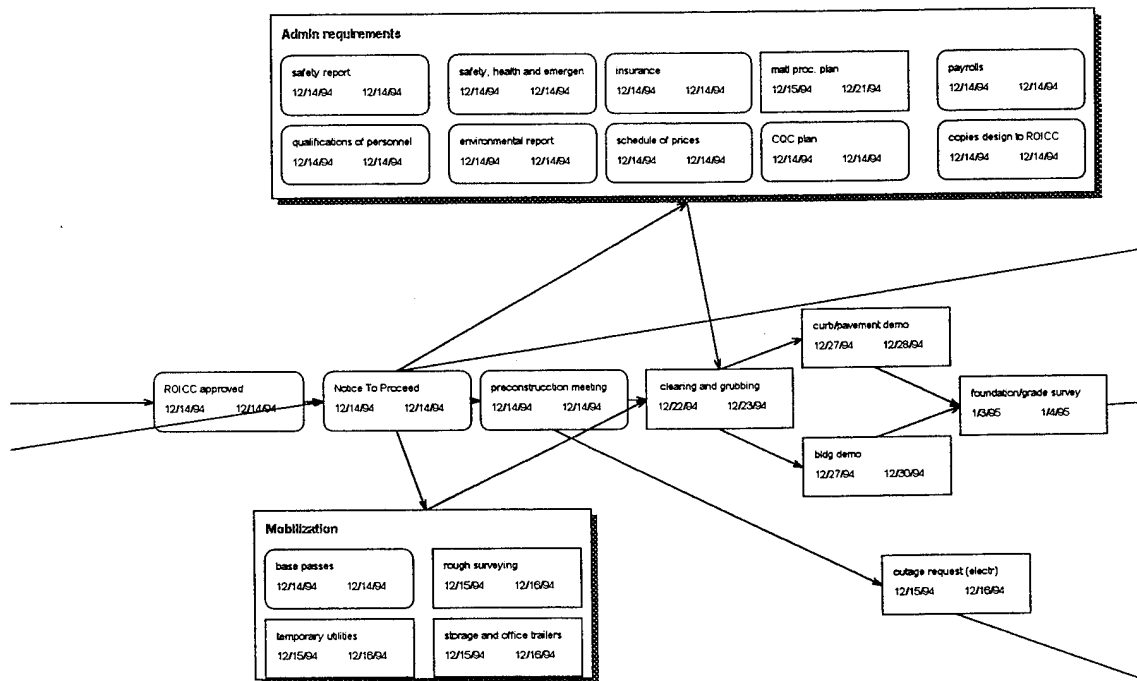 Admin requirements
safety report
12/14/94 12/14/94
safety, health and emergen
12/14/94 12/14/94
insurance
12/14/94 12/14/94
matl proc. plan
12/15/94 12/21/94
payrolls
12/14/94 12/14/94
qualifications of personnel
12/14/94 12/14/94
environmental report
12/14/94 12/14/94
schedule of prices
12/14/94 12/14/94
CQC plan
12/14/94 12/14/94
copies design to ROICC
12/14/94 12/14/94
ROICC approved
12/14/94 12/14/94
Notice To Proceed
12/14/94 12/14/94
preconstrucction meeting
12/14/94 12/14/94
clearing and grubbing
12/22/94 12/23/94
curb/pavement demo
12/27/94 12/28/94
foundation/grade survey
1/3/95 1/4/95
bldg demo
12/27/94 12/30/94
Mobilization
base passes
12/14/94 12/14/94
rough surveying
12/15/94 12/16/94
temporary utilities
12/15/94 12/16/94
storage and office trailers
12/15/94 12/16/94
outage request (electr)
12/15/94 12/16/94